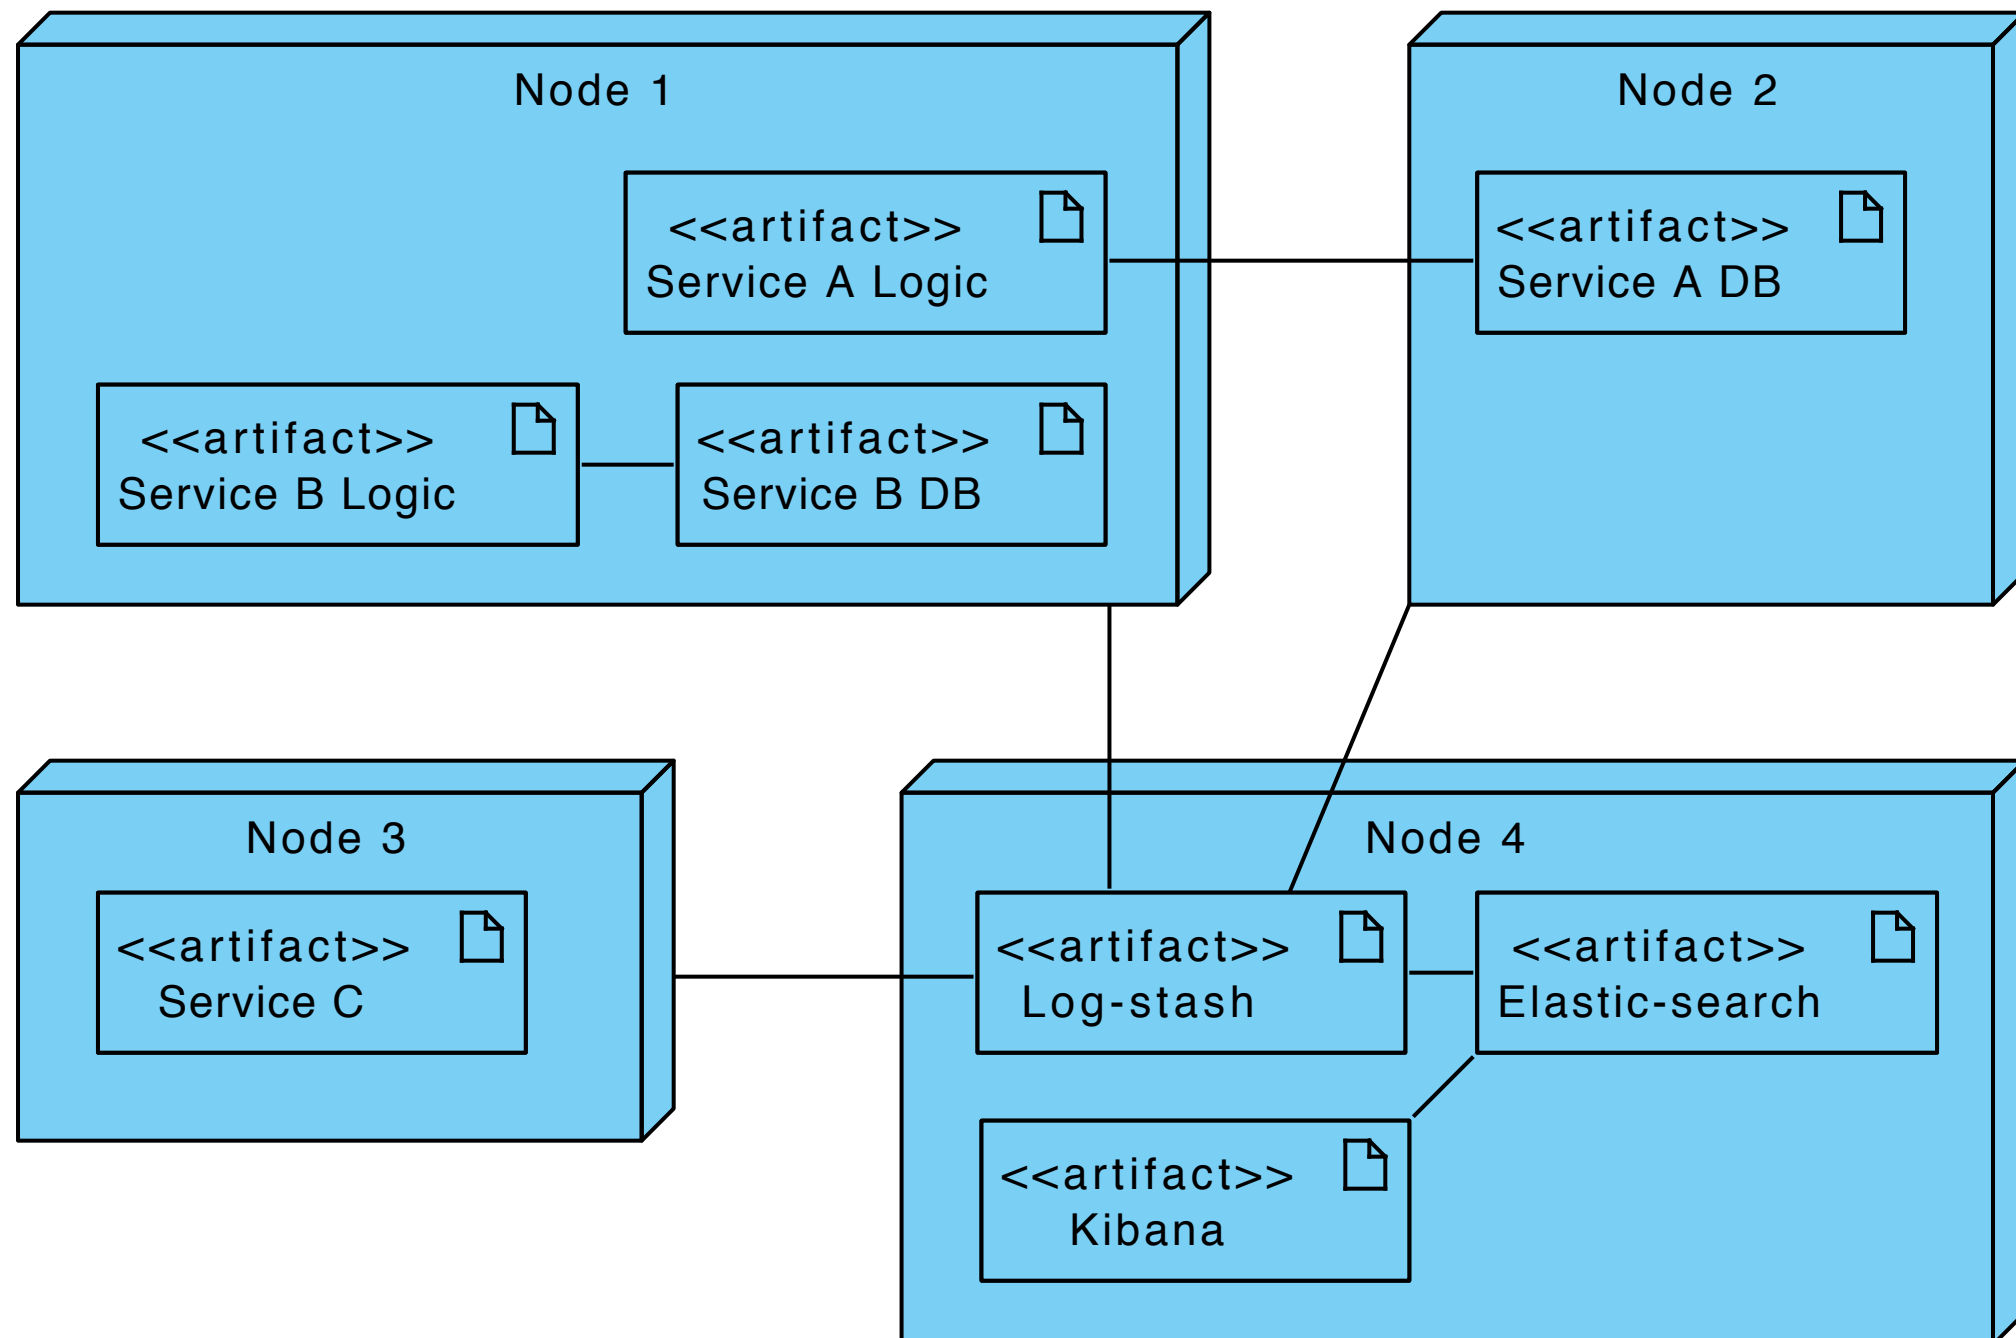 Node 1
<<artifact>>
Service A Logic
<<artifact>>
Service B Logic
<<artifact>>
Service B DB
Node 2
<<artifact>>
Service A DB
Node 3
<<artifact>>
Service C
Node 4
<<artifact>>
Log-stash
<<artifact>>
Elastic-search
<<artifact>>
Kibana